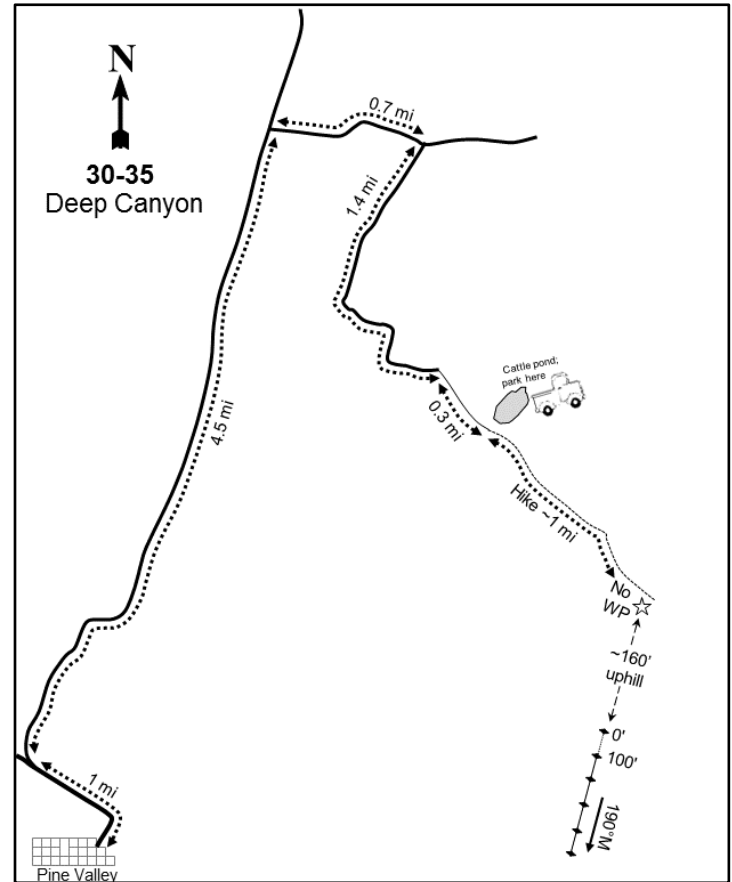 N
30-35
Deep Canyon
0.7 mi
1.4 mi
4.5 mi
Cattle pond;
park here
0.3 mi
Hike ~1 mi
No
WP
~160'
uphill
0'
100'
190°M
1 mi
Pine Valley